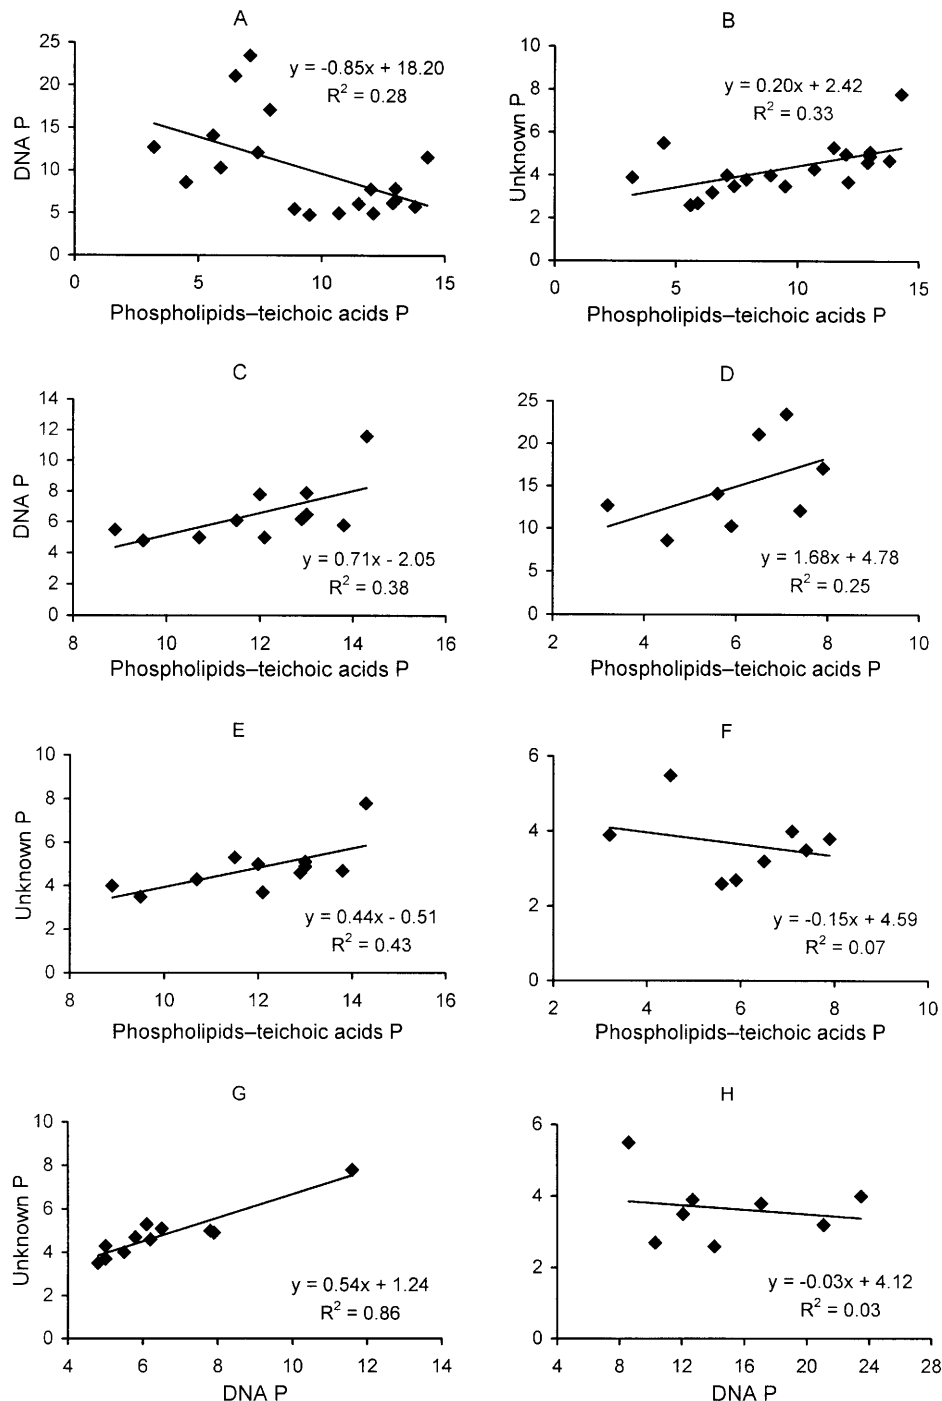 A
25
20
15
10
5
0
DNA P
y = -0.85x + 18.20
R2 = 0.28
0 5 10 15
Phospholipids–teichoic acids P
B
10
8
6
4
2
0
Unknown P
y = 0.20x + 2.42
R2 = 0.33
0 5 10 15
Phospholipids–teichoic acids P
C
14
12
10
8
6
4
2
0
DNA P
y = 0.71x - 2.05
R2 = 0.38
8 10 12 14 16
Phospholipids–teichoic acids P
D
25
20
15
10
5
0
y = 1.68x + 4.78
R2 = 0.25
2 4 6 8 10
Phospholipids–teichoic acids P
E
10
8
6
4
2
0
Unknown P
y = 0.44x - 0.51
R2 = 0.43
8 10 12 14 16
Phospholipids–teichoic acids P
F
6
4
2
0
y = -0.15x + 4.59
R2 = 0.07
2 4 6 8 10
Phospholipids–teichoic acids P
G
10
8
6
4
2
0
Unknown P
y = 0.54x + 1.24
R2 = 0.86
4 6 8 10 12 14
DNA P
H
6
4
2
0
y = -0.03x + 4.12
R2 = 0.03
4 8 12 16 20 24 28
DNA P